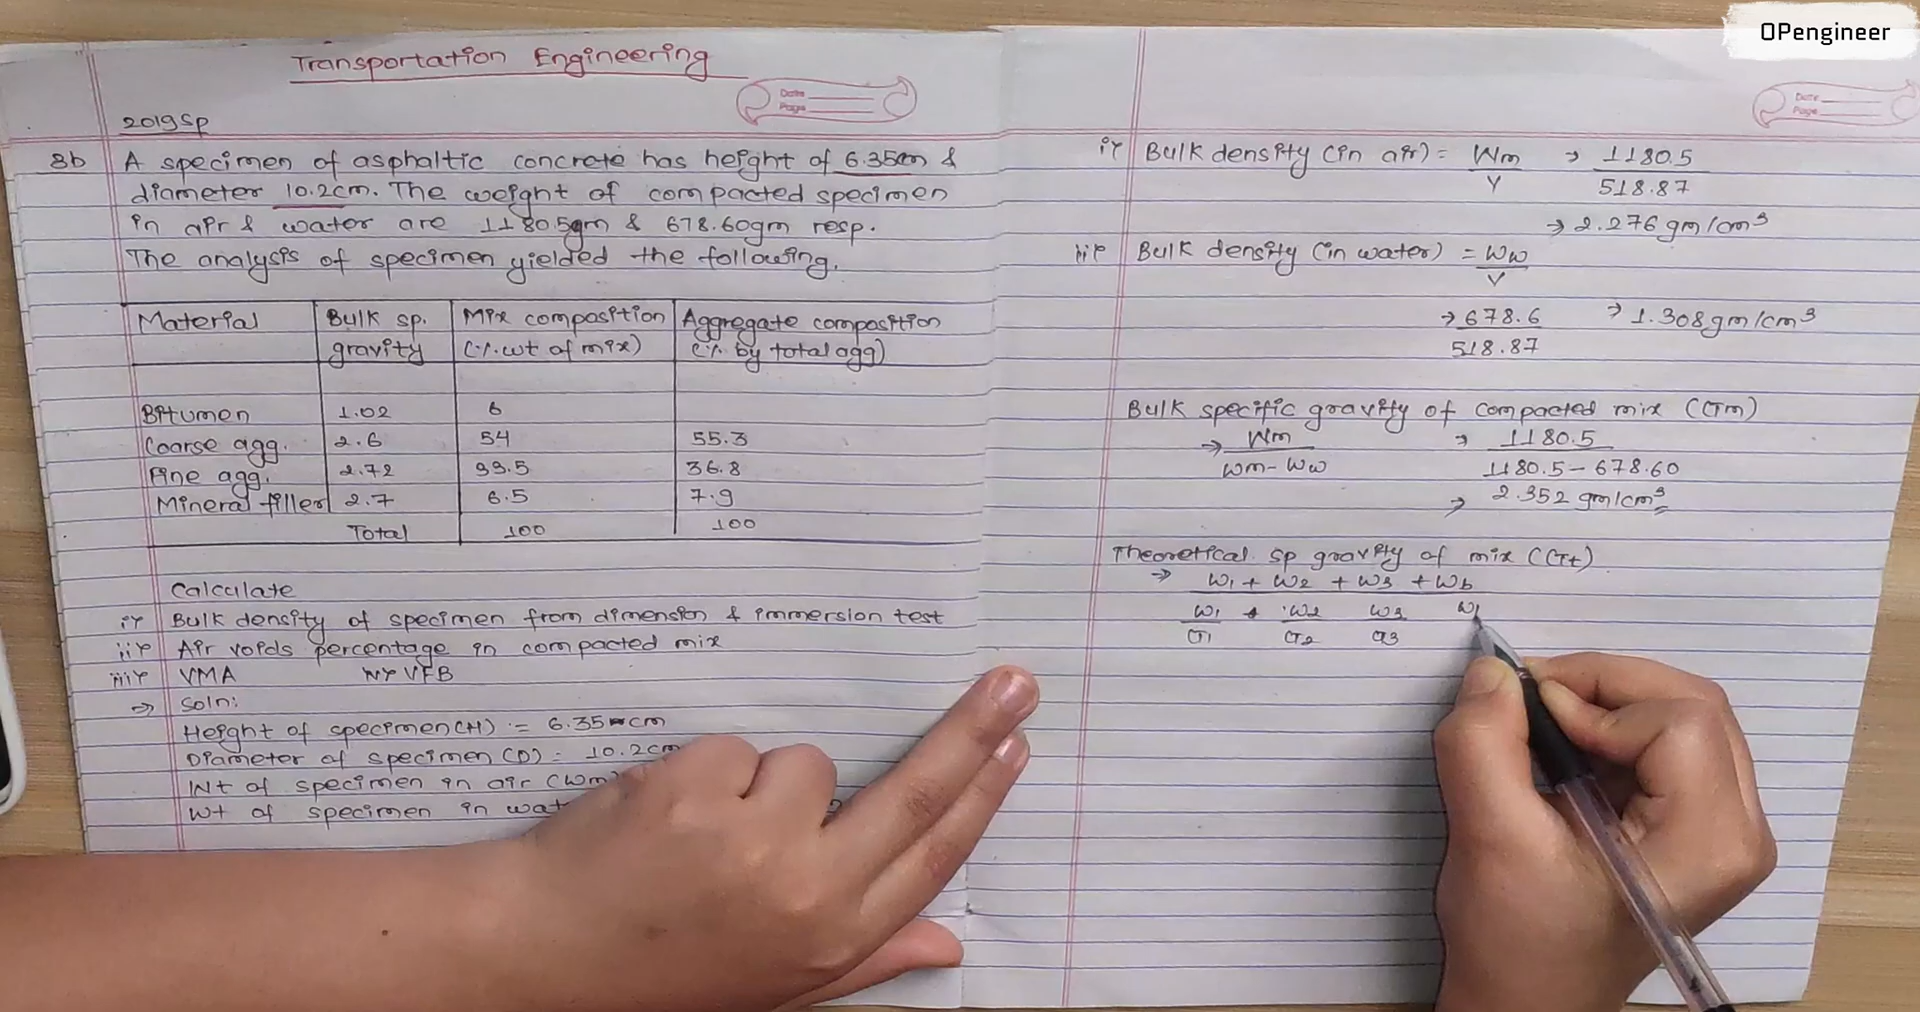 OPengineer
Transportation Engineering
Date
Page
2019 sp
8b A specimen of asphaltic concrete has height of 6.35cm &
diameter 10.2cm. The weight of compacted specimen
in air & water are 1180.5gm & 678.60gm resp.
The analysis of specimen yielded the following.
Material Bulk sp. gravity Mix composition (% wt of mix) Aggregate composition (% by total agg)
Bitumen 1.02 6
Coarse agg. 2.6 54 55.3
Fine agg. 2.72 33.5 36.8
Mineral filler 2.7 6.5 7.9
Total 100 100
Calculate
i> Bulk density of specimen from dimension & immersion test
ii> Air voids percentage in compacted mix
iii> VMA iv> VFB
=> Soln:
Height of specimen (H) = 6.35 cm
Diameter of specimen (D) = 10.2cm
Wt of specimen in air (Wm)
Wt of specimen in wat
Date
Page
i> Bulk density (in air) = Wm → 1180.5
V 518.87
→ 2.276 gm/cm³
ii> Bulk density (in water) = Ww
V
→ 678.6 → 1.308gm/cm³
518.87
Bulk specific gravity of compacted mix (Gm)
→ Wm → 1180.5
Wm - Ww 1180.5 - 678.60
→ 2.352 gm/cm³
Theoretical sp gravity of mix (Gt)
→ W1 + W2 + W3 + Wb
W1 + W2 W3 W
G1 G2 G3